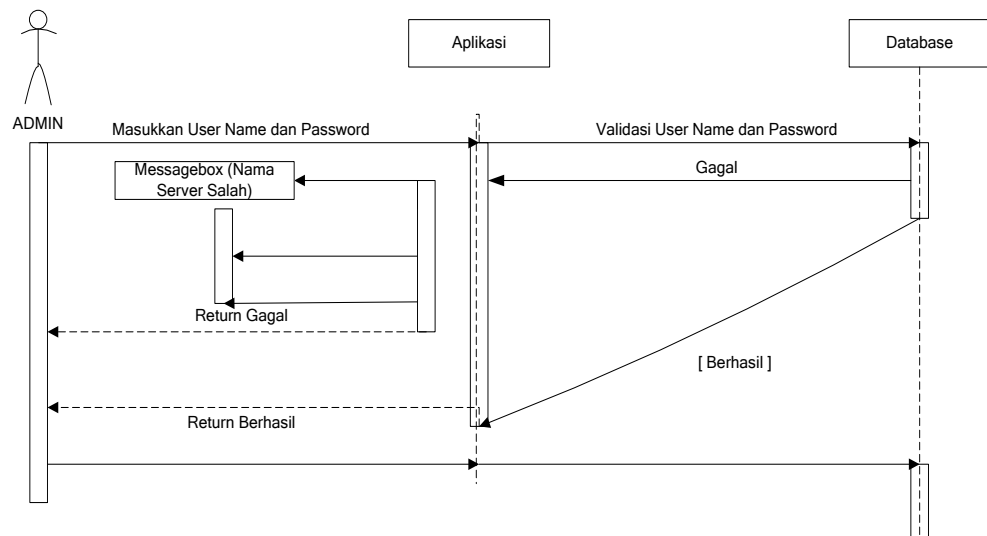 Aplikasi
Database
ADMIN
Masukkan User Name dan Password
Validasi User Name dan Password
Messagebox (Nama
Server Salah)
Gagal
Return Gagal
[ Berhasil ]
Return Berhasil